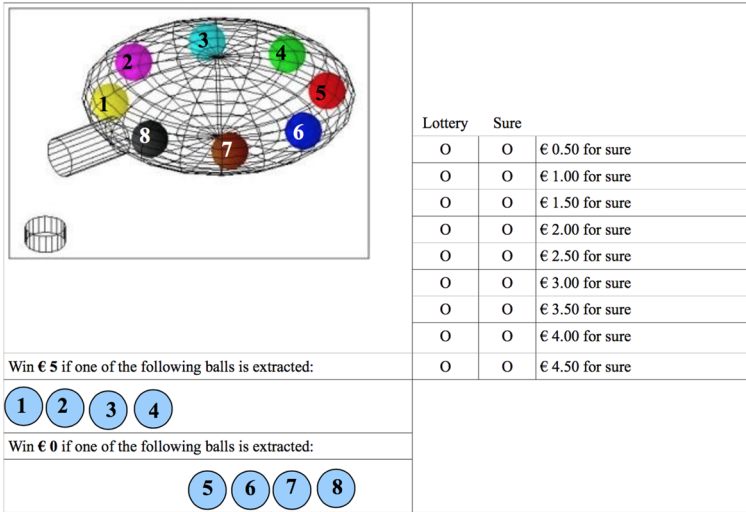 3
2
4
5
1
8
6
7
Lottery Sure
O O € 0.50 for sure
O O € 1.00 for sure
O O € 1.50 for sure
O O € 2.00 for sure
O O € 2.50 for sure
O O € 3.00 for sure
O O € 3.50 for sure
O O € 4.00 for sure
O O € 4.50 for sure
Win € 5 if one of the following balls is extracted:
1 2 3 4
Win € 0 if one of the following balls is extracted:
5 6 7 8